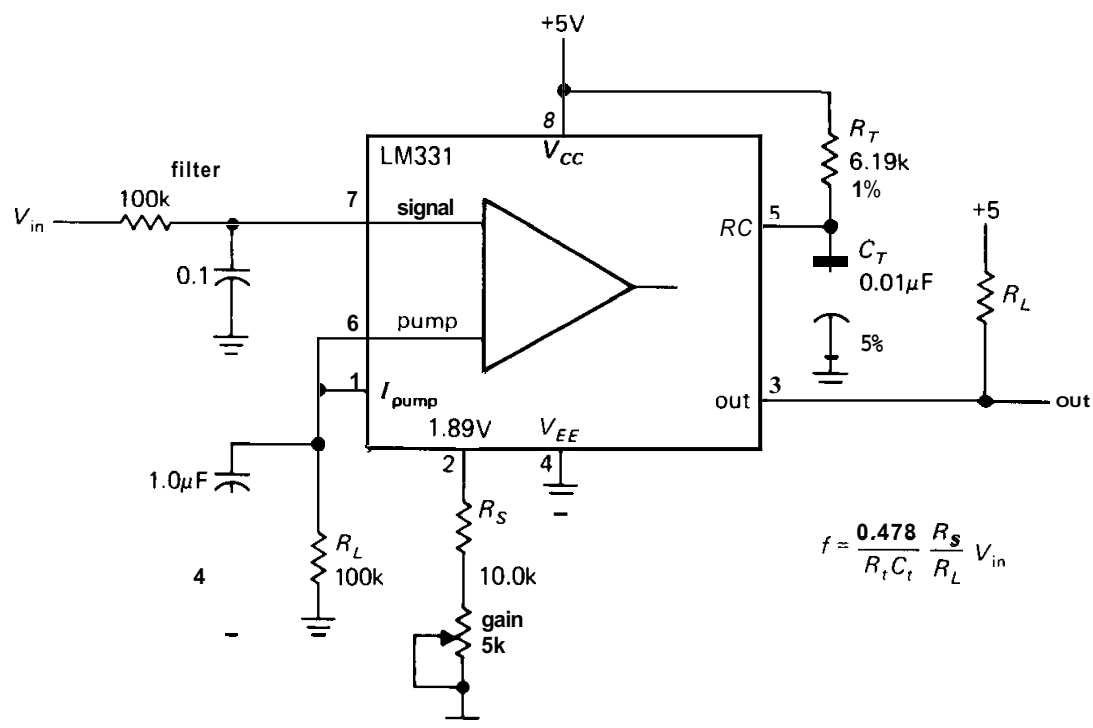 +5V
8
V_CC
LM331
R_T
6.19k
1%
filter
100k
V_in
7
signal
+5
RC
5
C_T
0.01μF
0.1
R_L
6
pump
5%
1
I_pump
out
3
out
1.89V
V_EE
2
4
1.0μF
R_S
R_L
100k
4
10.0k
gain
5k
f = 0.478/R_tC_t R_s/R_L V_in